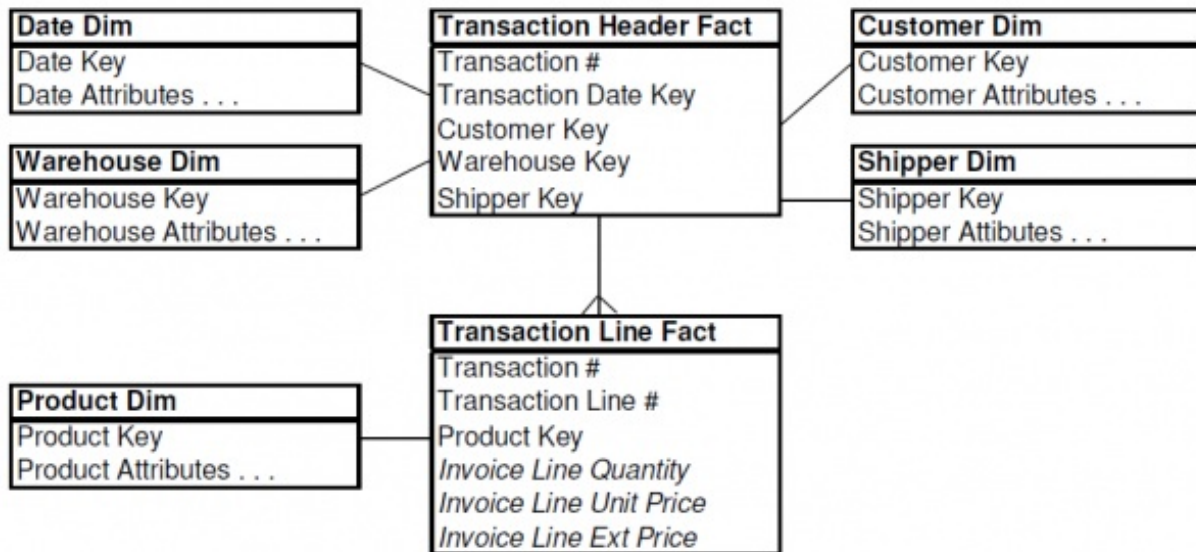 Date Dim
Date Key
Date Attributes . . .
Transaction Header Fact
Transaction #
Transaction Date Key
Customer Key
Warehouse Key
Shipper Key
Customer Dim
Customer Key
Customer Attributes . . .
Warehouse Dim
Warehouse Key
Warehouse Attributes . . .
Shipper Dim
Shipper Key
Shipper Attibutes . . .
Transaction Line Fact
Transaction #
Transaction Line #
Product Key
Invoice Line Quantity
Invoice Line Unit Price
Invoice Line Ext Price
Product Dim
Product Key
Product Attributes . . .